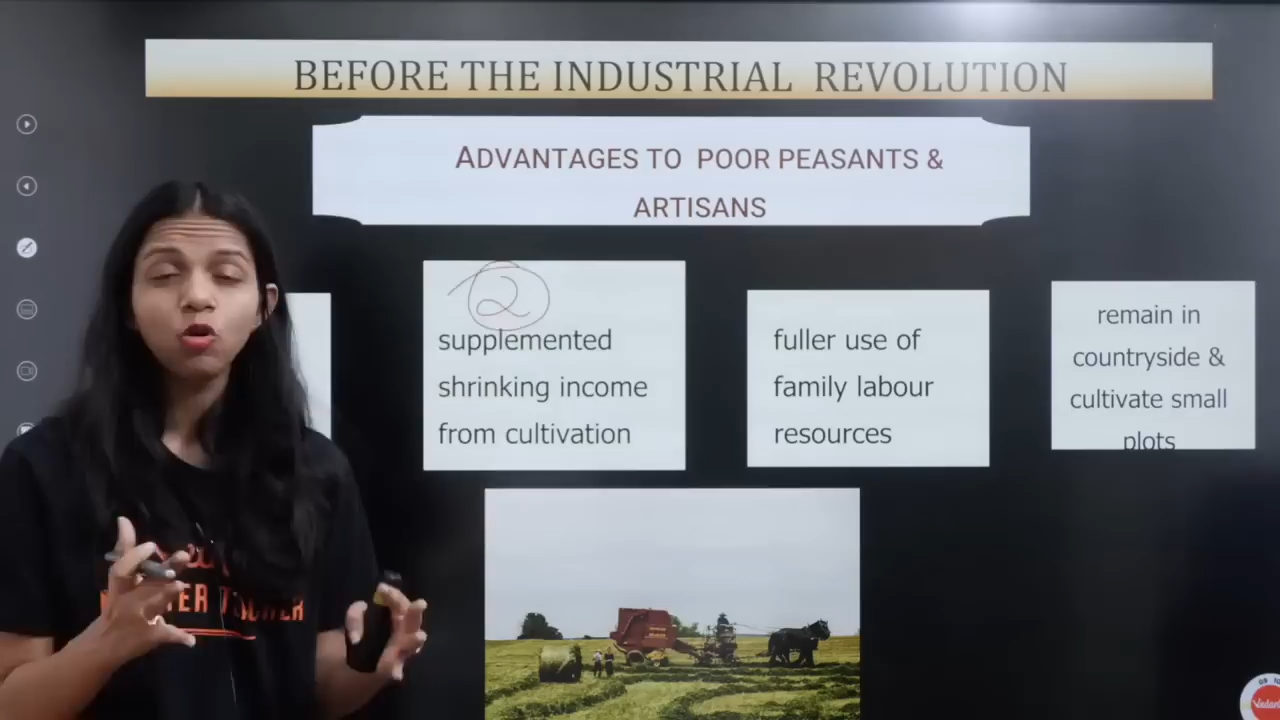 BEFORE THE INDUSTRIAL REVOLUTION
ADVANTAGES TO POOR PEASANTS &
ARTISANS
2
supplemented
shrinking income
from cultivation
fuller use of
family labour
resources
remain in
countryside &
cultivate small
plots